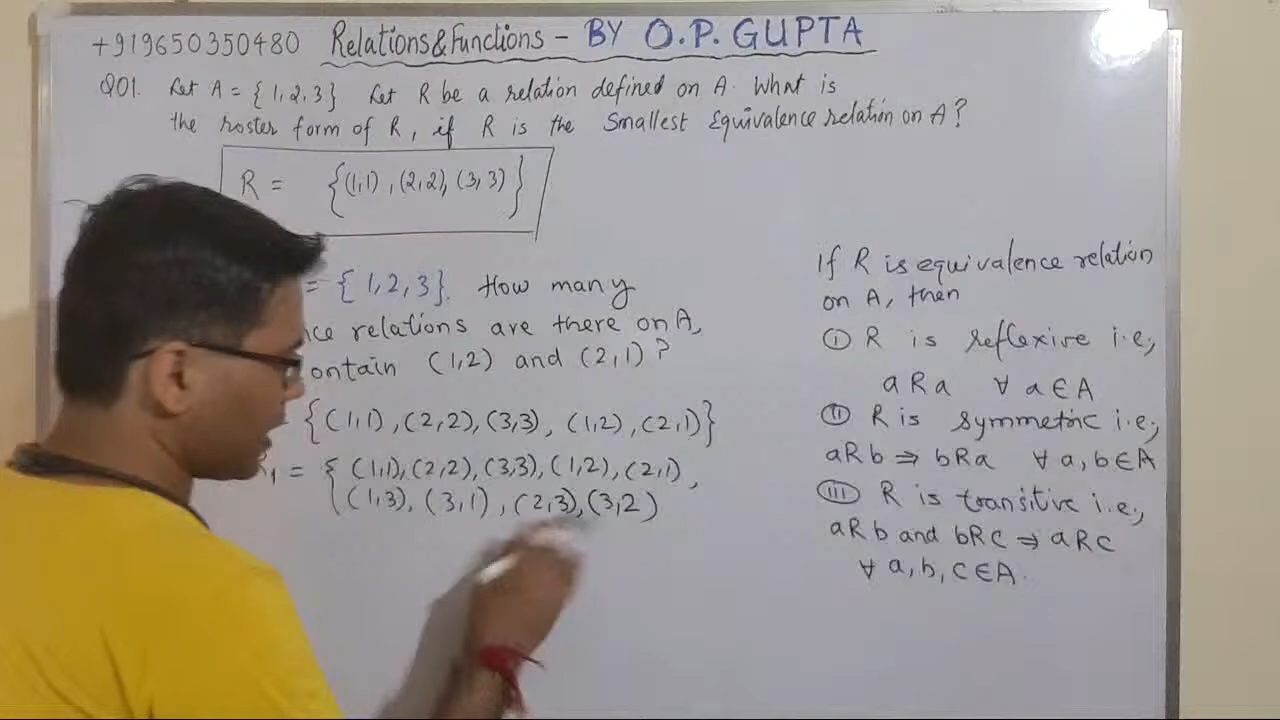 +919650350480 Relations & Functions - BY O.P. GUPTA
Q01. Let A = { 1, 2, 3 } Let R be a relation defined on A. What is
the roster form of R, if R is the smallest Equivalence relation on A?
R = {(1,1), (2,2), (3,3)}
= { 1, 2, 3 }. How many
nce relations are there on A,
ontain (1,2) and (2,1)?
= {(1,1), (2,2), (3,3), (1,2), (2,1)}
1 = { (1,1), (2,2), (3,3), (1,2), (2,1),
(1,3), (3,1), (2,3), (3,2)
If R is equivalence relation
on A, then
(i) R is reflexive i.e;
aRa ∀ a∈A
(ii) R is symmetric i.e;
aRb ⇒ bRa ∀ a, b∈A
(iii) R is transitive i.e;
aRb and bRc ⇒ aRc
∀ a, b, c∈A.